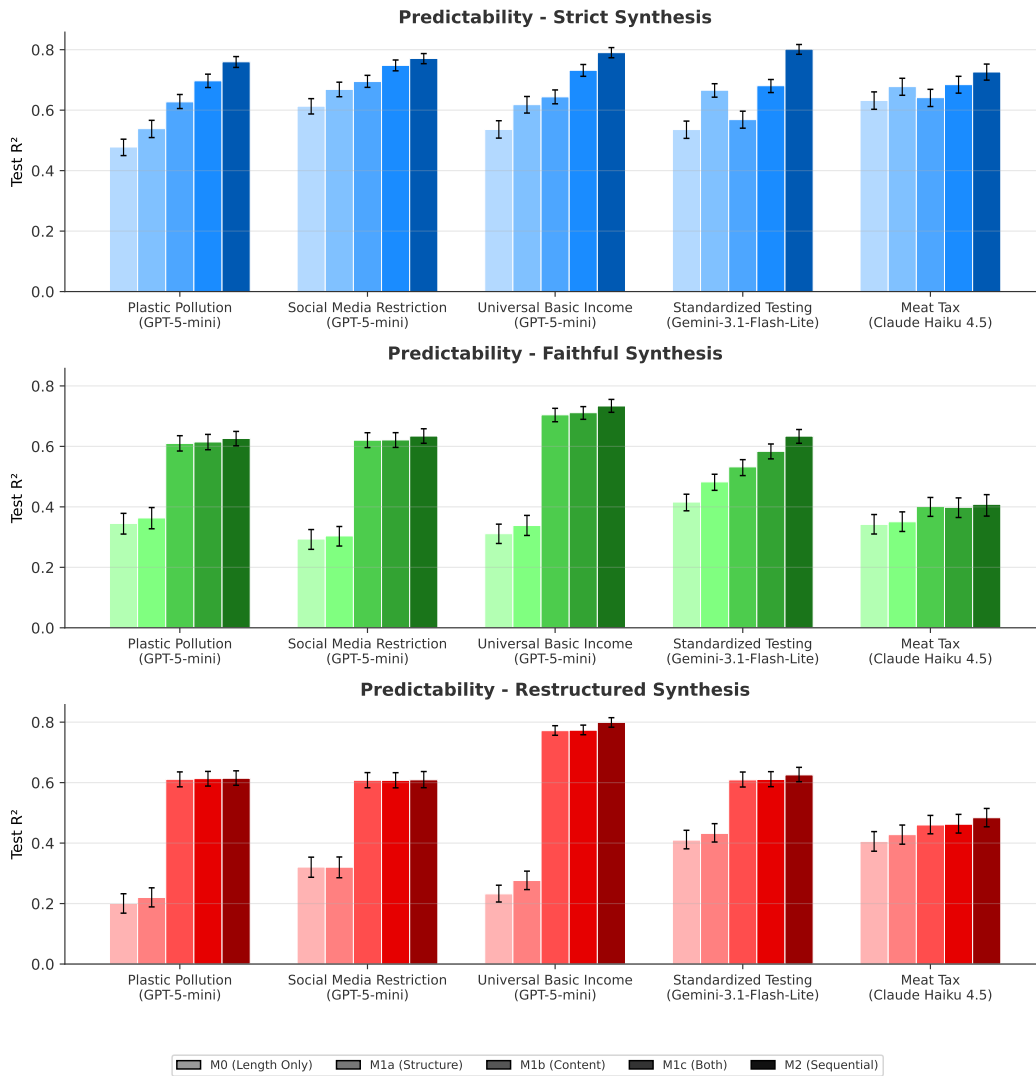 Predictability - Strict Synthesis
Test R²
0.8
0.6
0.4
0.2
0.0
Plastic Pollution
(GPT-5-mini)
Social Media Restriction
(GPT-5-mini)
Universal Basic Income
(GPT-5-mini)
Standardized Testing
(Gemini-3.1-Flash-Lite)
Meat Tax
(Claude Haiku 4.5)
Predictability - Faithful Synthesis
Test R²
0.8
0.6
0.4
0.2
0.0
Plastic Pollution
(GPT-5-mini)
Social Media Restriction
(GPT-5-mini)
Universal Basic Income
(GPT-5-mini)
Standardized Testing
(Gemini-3.1-Flash-Lite)
Meat Tax
(Claude Haiku 4.5)
Predictability - Restructured Synthesis
Test R²
0.8
0.6
0.4
0.2
0.0
Plastic Pollution
(GPT-5-mini)
Social Media Restriction
(GPT-5-mini)
Universal Basic Income
(GPT-5-mini)
Standardized Testing
(Gemini-3.1-Flash-Lite)
Meat Tax
(Claude Haiku 4.5)
M0 (Length Only)
M1a (Structure)
M1b (Content)
M1c (Both)
M2 (Sequential)